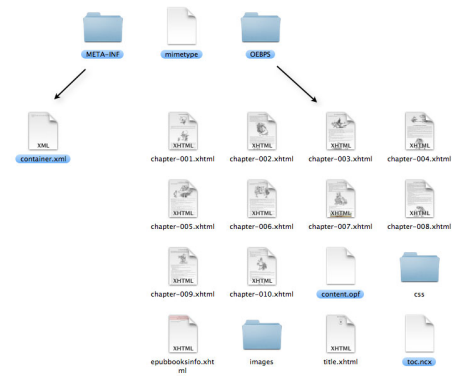 META-INF
mimetype
OEBPS
XML
container.xml
XHTML
XHTML
XHTML
XHTML
chapter-001.xhtml
chapter-002.xhtml
chapter-003.xhtml
chapter-004.xhtml
XHTML
XHTML
XHTML
XHTML
chapter-005.xhtml
chapter-006.xhtml
chapter-007.xhtml
chapter-008.xhtml
XHTML
XHTML
chapter-009.xhtml
chapter-010.xhtml
content.opf
css
XHTML
XHTML
epubbooksinfo.xht
ml
images
title.xhtml
toc.ncx